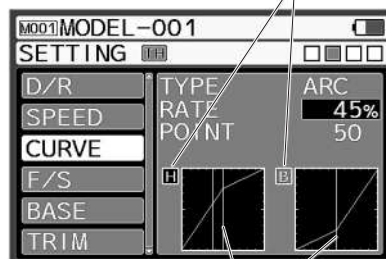 M001 MODEL-001
SETTING TH
D/R
SPEED
CURVE
F/S
BASE
TRIM
TYPE ARC
RATE 45%
POINT 50
H
B